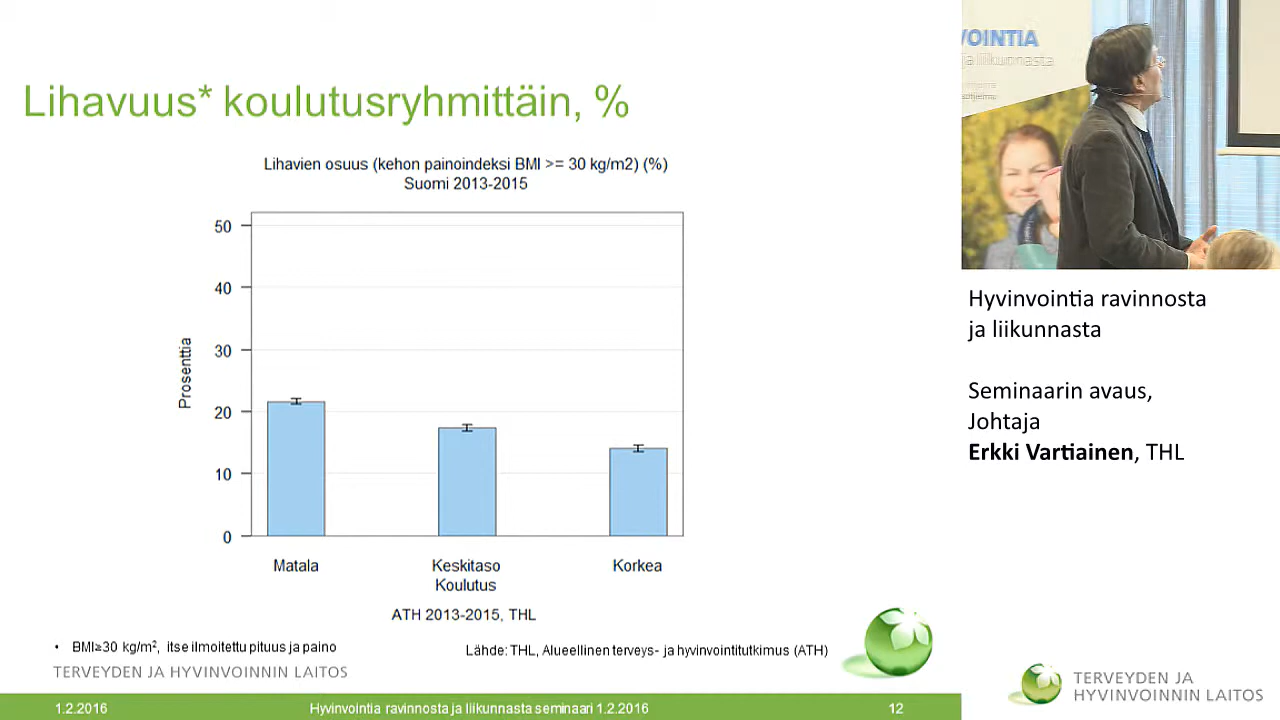 Lihavuus* koulutusryhmittäin, %
Lihavien osuus (kehon painoindeksi BMI >= 30 kg/m2) (%)
Suomi 2013-2015
Prosenttia
50
40
30
20
10
0
Matala
Keskitaso
Korkea
Koulutus
ATH 2013-2015, THL
• BMI≥30 kg/m², itse ilmoitettu pituus ja paino
Lähde: THL, Alueellinen terveys- ja hyvinvointitutkimus (ATH)
TERVEYDEN JA HYVINVOINNIN LAITOS
1.2.2016
Hyvinvointia ravinnosta ja liikunnasta seminaari 1.2.2016
12
VOINTIA
ja liikunnasta
Hyvinvointia ravinnosta
ja liikunnasta
Seminaarin avaus,
Johtaja
Erkki Vartiainen, THL
TERVEYDEN JA
HYVINVOINNIN LAITOS